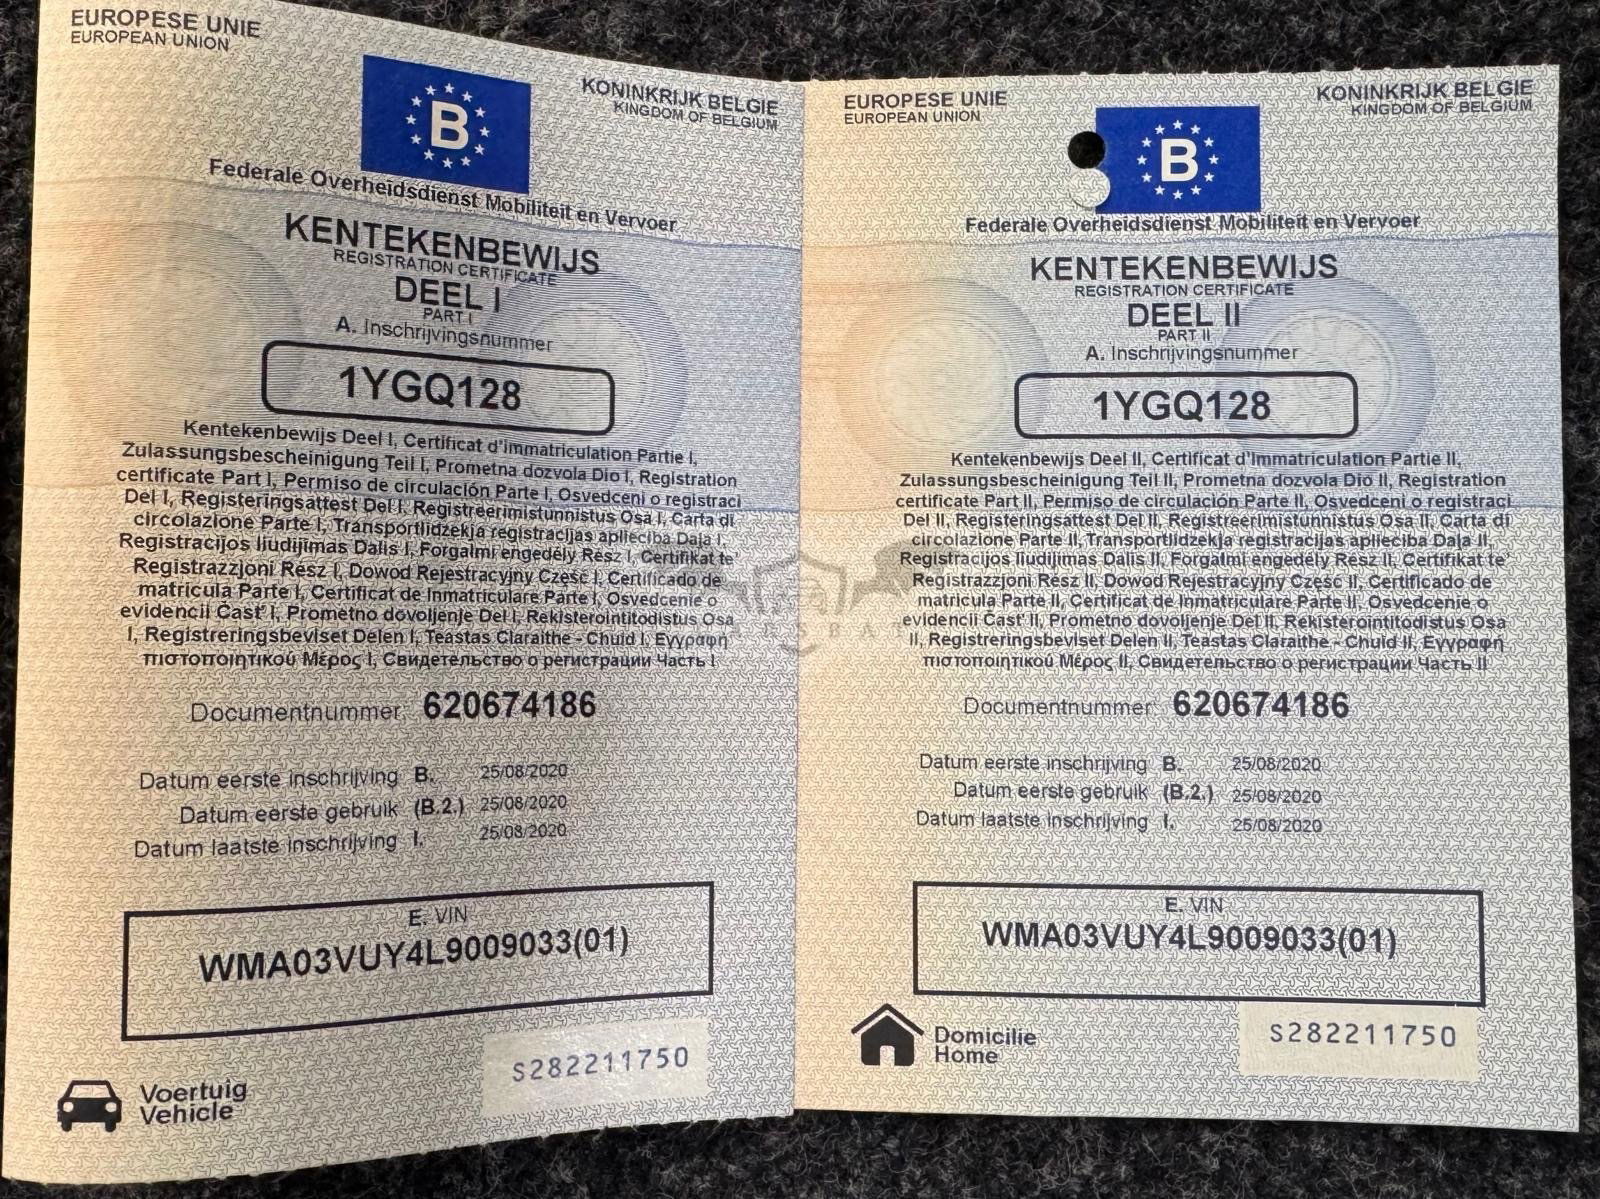 EUROPESE UNIE
EUROPEAN UNION
KONINKRIJK BELGIE
KINGDOM OF BELGIUM
B
Federale Overheidsdienst Mobiliteit en Vervoer
KENTEKENBEWIJS
REGISTRATION CERTIFICATE
DEEL I
PART I
A. Inschrijvingsnummer
1YGQ128
Kentekenbewijs Deel I, Certificat d'immatriculation Partie I,
Zulassungsbescheinigung Teil I, Prometna dozvola Dio I, Registration
certificate Part I, Permiso de circulación Parte I, Osvedceni o registraci
Del I, Registeringsattest Del I, Registreerimistunnistus Osa I, Carta di
circolazione Parte I, Transportlidzekja registracijas aplieciba Daja I,
Registracijos liudijimas Dalis I, Forgalmi engedély Rész I, Certifikat te'
Registrazzjoni Rész I, Dowod Rejestracyjny Część I, Certificado de
matricula Parte I, Certificat de Inmatriculare Parte I, Osvedcenie o
evidencii Cast' I, Prometno dovoljenje Del I, Rekisterointitodistus Osa
I, Registreringsbeviset Delen I, Teastas Claraithe - Chuid I, Εγγραφή
πιστοποιητικού Μέρος I, Свидетельство о регистрации Часть I
Documentnummer: 620674186
Datum eerste inschrijving B. 25/08/2020
Datum eerste gebruik (B.2.) 25/08/2020
Datum laatste inschrijving I. 25/08/2020
E. VIN
WMA03VUY4L9009033(01)
S282211750
Voertuig
Vehicle
EUROPESE UNIE
EUROPEAN UNION
KONINKRIJK BELGIE
KINGDOM OF BELGIUM
B
Federale Overheidsdienst Mobiliteit en Vervoer
KENTEKENBEWIJS
REGISTRATION CERTIFICATE
DEEL II
PART II
A. Inschrijvingsnummer
1YGQ128
Kentekenbewijs Deel II, Certificat d'immatriculation Partie II,
Zulassungsbescheinigung Teil II, Prometna dozvola Dio II, Registration
certificate Part II, Permiso de circulación Parte II, Osvedceni o registraci
Del II, Registeringsattest Del II, Registreerimistunnistus Osa II, Carta di
circolazione Parte II, Transportlidzekja registracijas aplieciba Daja II,
Registracijos liudijimas Dalis II, Forgalmi engedély Rész II, Certifikat te'
Registrazzjoni Rész II, Dowod Rejestracyjny Część II, Certificado de
matricula Parte II, Certificat de Inmatriculare Parte II, Osvedcenie o
evidencii Cast' II, Prometno dovoljenje Del II, Rekisterointitodistus Osa
II, Registreringsbeviset Delen II, Teastas Claraithe - Chuid II, Εγγραφή
πιστοποιητικού Μέρος II, Свидетельство о регистрации Часть II
Documentnummer: 620674186
Datum eerste inschrijving B. 25/08/2020
Datum eerste gebruik (B.2.) 25/08/2020
Datum laatste inschrijving I. 25/08/2020
E. VIN
WMA03VUY4L9009033(01)
Domicilie
Home
S282211750